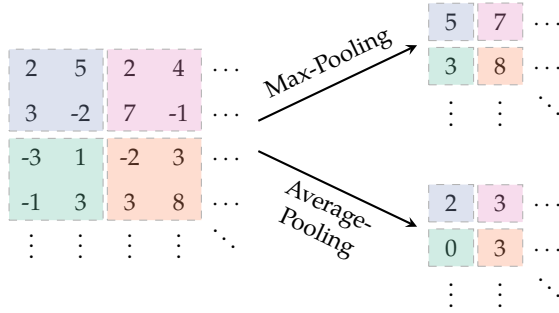 2 5 2 4 ⋯
3 -2 7 -1 ⋯
-3 1 -2 3 ⋯
-1 3 3 8 ⋯
⋮ ⋮ ⋮ ⋮ ⋱
Max-Pooling
Average-
Pooling
5 7 ⋯
3 8 ⋯
⋮ ⋮ ⋱
2 3 ⋯
0 3 ⋯
⋮ ⋮ ⋱